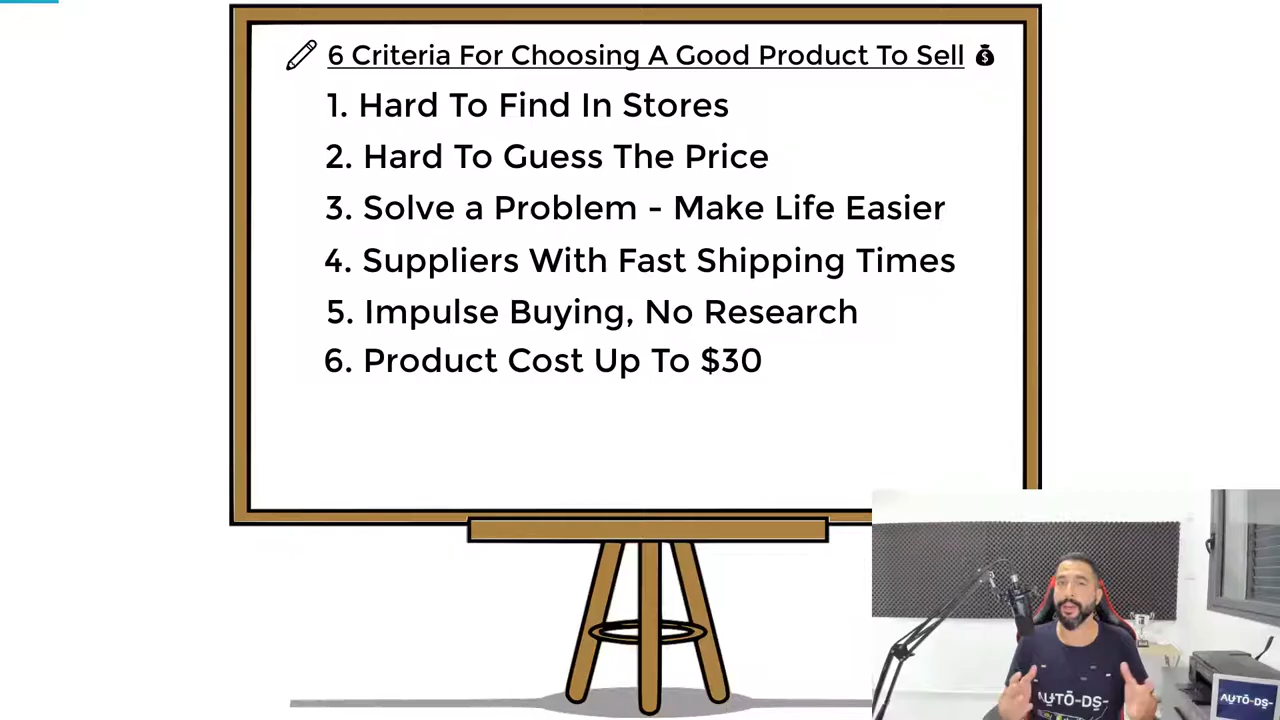 6 Criteria For Choosing A Good Product To Sell
1. Hard To Find In Stores
2. Hard To Guess The Price
3. Solve a Problem - Make Life Easier
4. Suppliers With Fast Shipping Times
5. Impulse Buying, No Research
6. Product Cost Up To $30
AUTO-DS-
AUTO-DS-